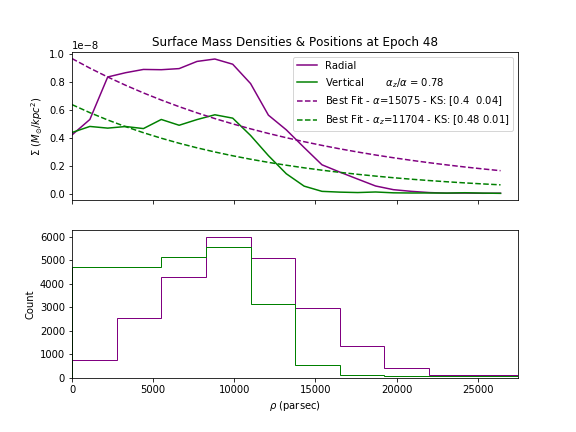 Surface Mass Densities & Positions at Epoch 48
1e−8
1.0
0.8
0.6
0.4
0.2
0.0
Σ (M⊙/kpc²)
Radial
Vertical α_z/α = 0.78
Best Fit - α=15075 - KS: [0.4 0.04]
Best Fit - α_z=11704 - KS: [0.48 0.01]
6000
5000
4000
3000
2000
1000
0
Count
0 5000 10000 15000 20000 25000
ρ (parsec)